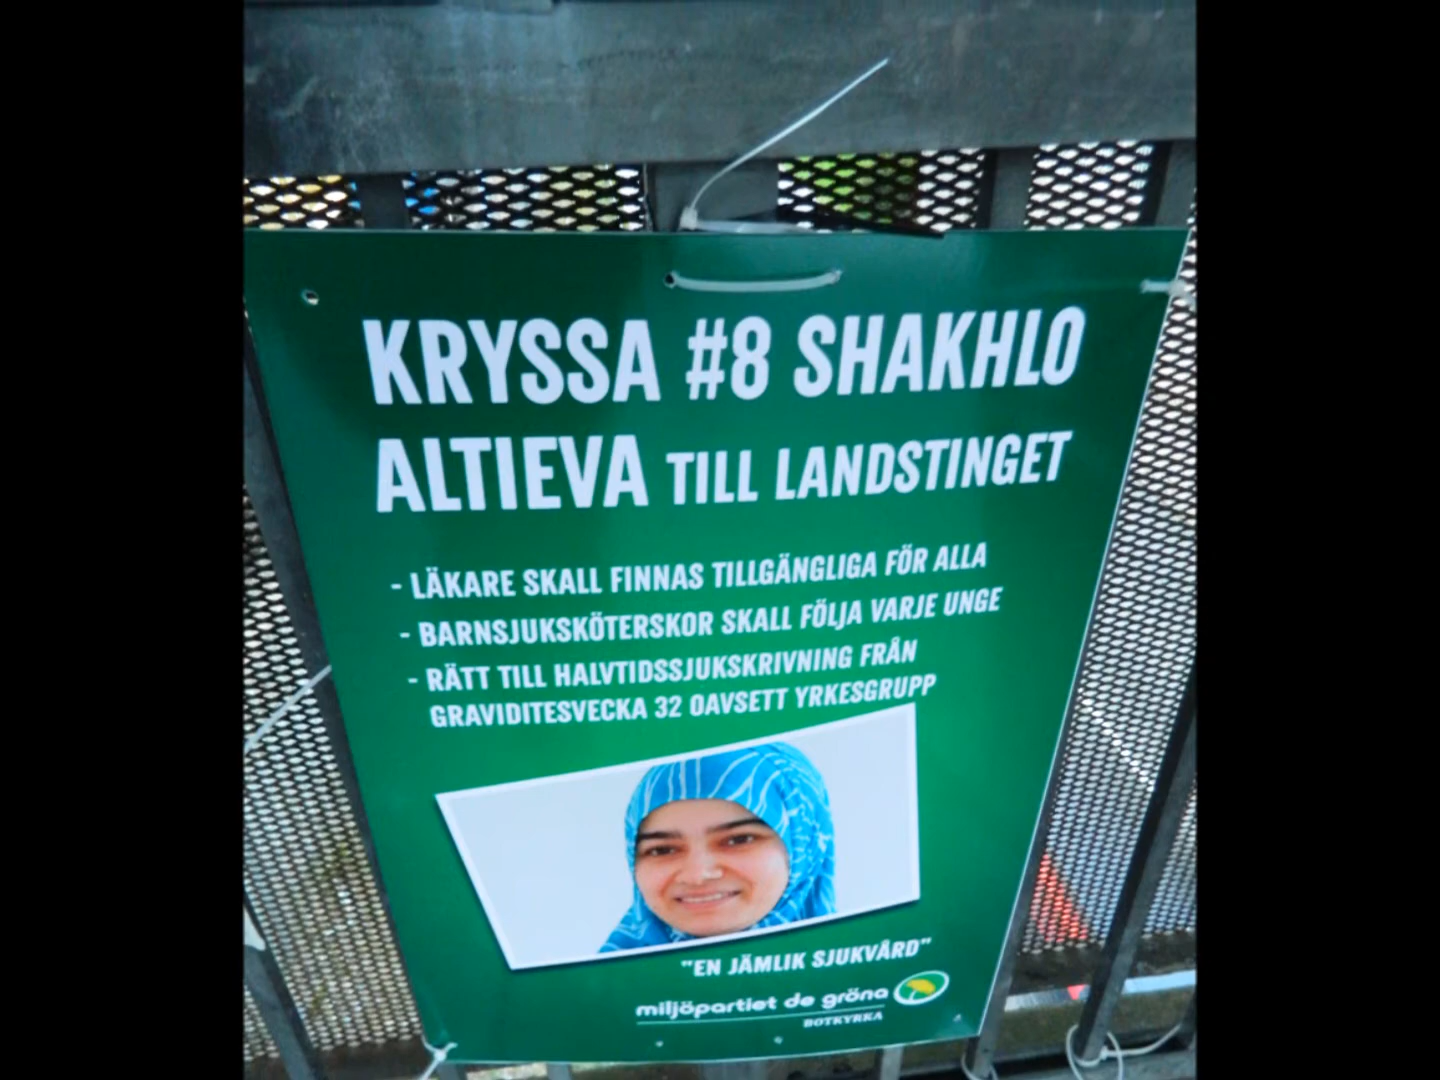 KRYSSA #8 SHAKHLO
ALTIEVA TILL LANDSTINGET
- LÄKARE SKALL FINNAS TILLGÄNGLIGA FÖR ALLA
- BARNSJUKSKÖTERSKOR SKALL FÖLJA VARJE UNGE
- RÄTT TILL HALVTIDSSJUKSKRIVNING FRÅN
GRAVIDITESVECKA 32 OAVSETT YRKESGRUPP
"EN JÄMLIK SJUKVÅRD"
miljöpartiet de gröna
BOTKYRKA